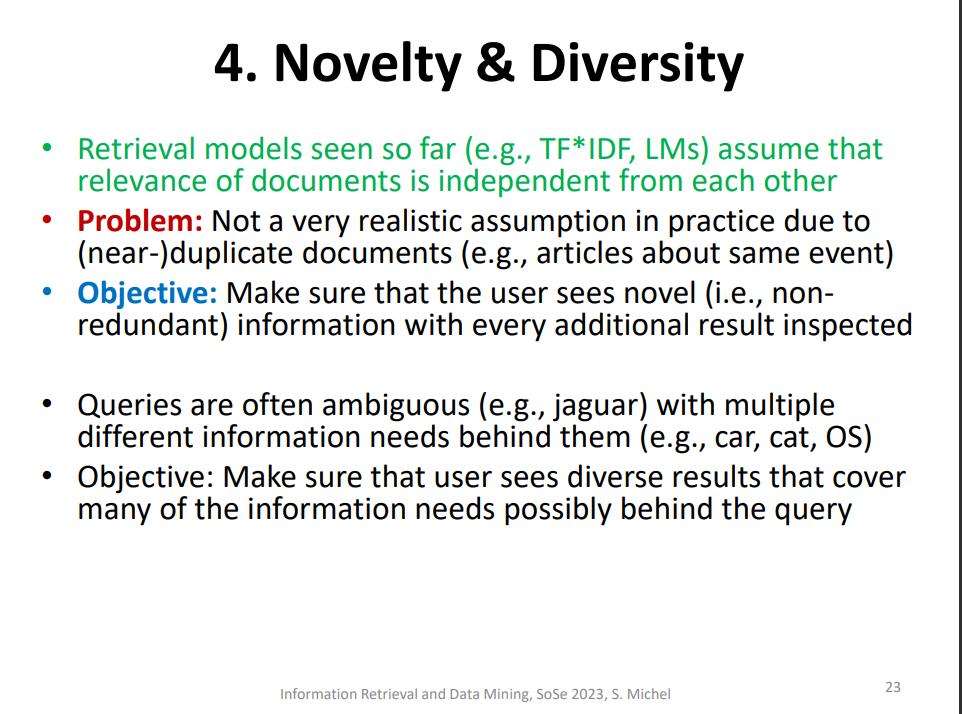 4. Novelty & Diversity
• Retrieval models seen so far (e.g., TF*IDF, LMs) assume that
relevance of documents is independent from each other
• Problem: Not a very realistic assumption in practice due to
(near-)duplicate documents (e.g., articles about same event)
• Objective: Make sure that the user sees novel (i.e., non-
redundant) information with every additional result inspected
• Queries are often ambiguous (e.g., jaguar) with multiple
different information needs behind them (e.g., car, cat, OS)
• Objective: Make sure that user sees diverse results that cover
many of the information needs possibly behind the query
Information Retrieval and Data Mining, SoSe 2023, S. Michel
23